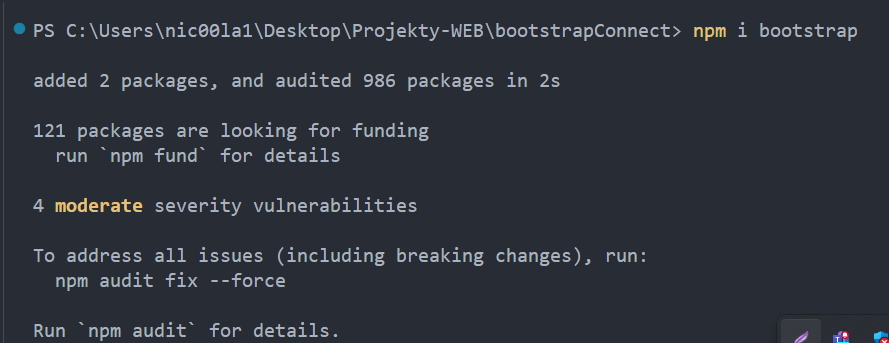 PS C:\Users\nic00la1\Desktop\Projekty-WEB\bootstrapConnect> npm i bootstrap
added 2 packages, and audited 986 packages in 2s
121 packages are looking for funding
run `npm fund` for details
4 moderate severity vulnerabilities
To address all issues (including breaking changes), run:
npm audit fix --force
Run `npm audit` for details.